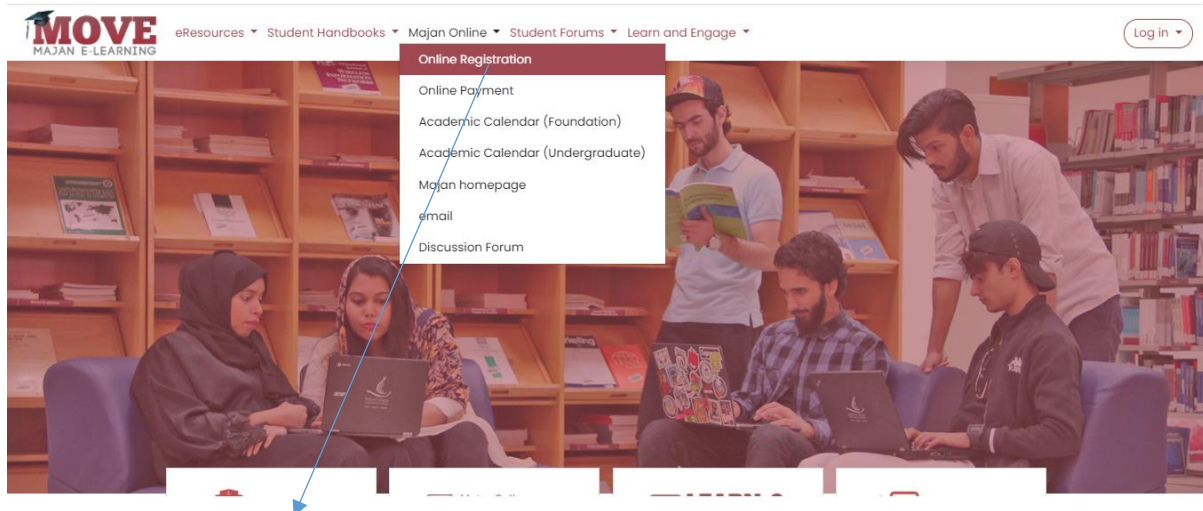 MOVE
MAJAN E-LEARNING
eResources Student Handbooks Majan Online Student Forums Learn and Engage Log in
Online Registration
Online Payment
Academic Calendar (Foundation)
Academic Calendar (Undergraduate)
Majan homepage
email
Discussion Forum